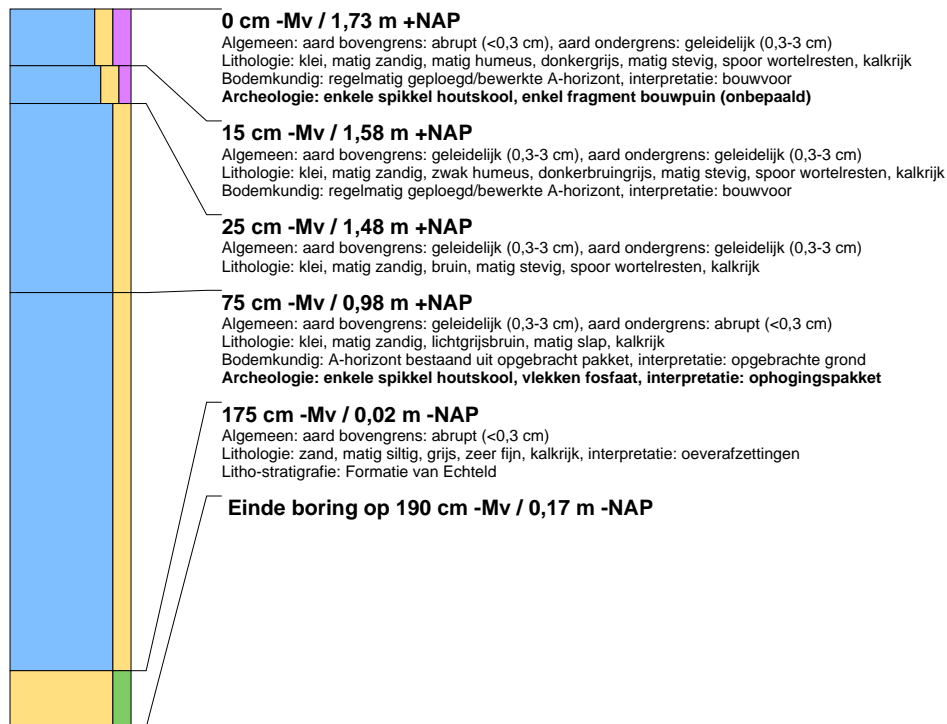 0 cm -Mv / 1,73 m +NAP
Algemeen: aard bovengrens: abrupt (<0,3 cm), aard ondergrens: geleidelijk (0,3-3 cm)
Lithologie: klei, matig zandig, matig humeus, donkergrijs, matig stevig, spoor wortelresten, kalkrijk
Bodemkundig: regelmatig geploegd/bewerkte A-horizont, interpretatie: bouwvoor
Archeologie: enkele spikkel houtskool, enkel fragment bouwpuin (onbepaald)
15 cm -Mv / 1,58 m +NAP
Algemeen: aard bovengrens: geleidelijk (0,3-3 cm), aard ondergrens: geleidelijk (0,3-3 cm)
Lithologie: klei, matig zandig, zwak humeus, donkerbruingrijs, matig stevig, spoor wortelresten, kalkrijk
Bodemkundig: regelmatig geploegd/bewerkte A-horizont, interpretatie: bouwvoor
25 cm -Mv / 1,48 m +NAP
Algemeen: aard bovengrens: geleidelijk (0,3-3 cm), aard ondergrens: geleidelijk (0,3-3 cm)
Lithologie: klei, matig zandig, bruin, matig stevig, spoor wortelresten, kalkrijk
75 cm -Mv / 0,98 m +NAP
Algemeen: aard bovengrens: geleidelijk (0,3-3 cm), aard ondergrens: abrupt (<0,3 cm)
Lithologie: klei, matig zandig, lichtgrijsbruin, matig slap, kalkrijk
Bodemkundig: A-horizont bestaand uit opgebracht pakket, interpretatie: opgebrachte grond
Archeologie: enkele spikkel houtskool, vlekken fosfaat, interpretatie: ophogingspakket
175 cm -Mv / 0,02 m -NAP
Algemeen: aard bovengrens: abrupt (<0,3 cm)
Lithologie: zand, matig siltig, grijs, zeer fijn, kalkrijk, interpretatie: oeverafzettingen
Litho-stratigrafie: Formatie van Echteld
Einde boring op 190 cm -Mv / 0,17 m -NAP